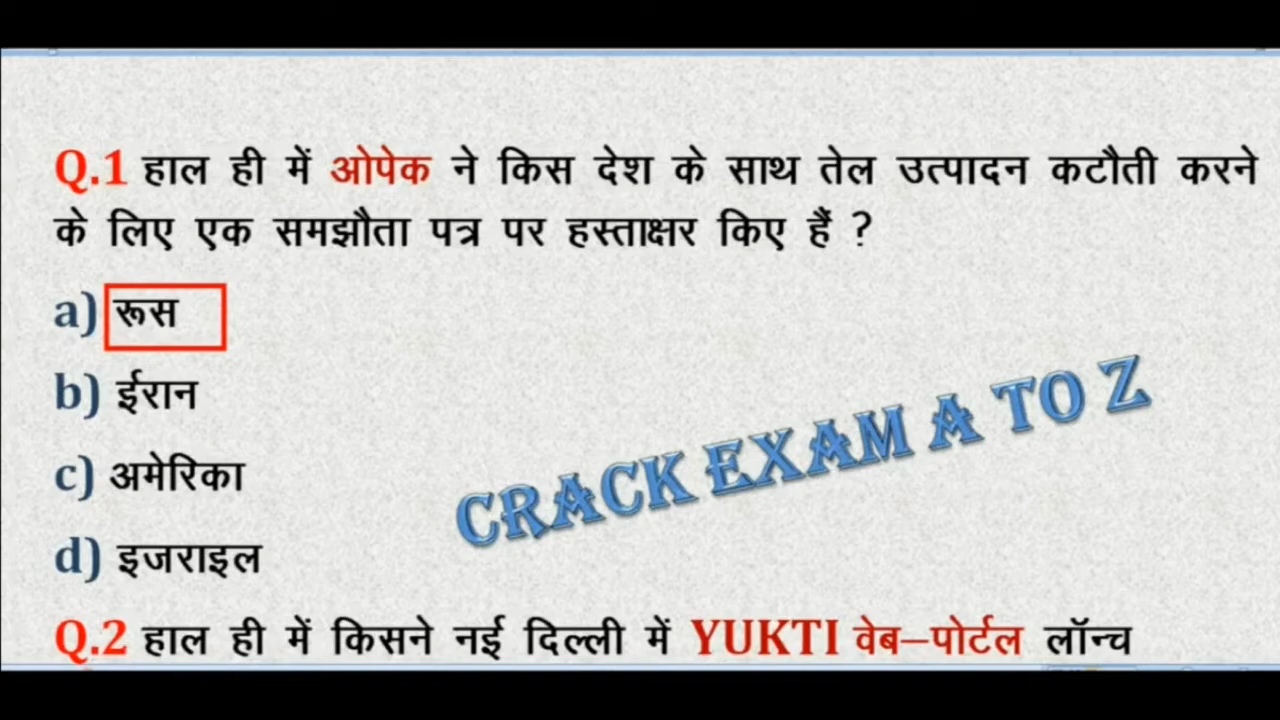 Q.1 हाल ही में ओपेक ने किस देश के साथ तेल उत्पादन कटौती करने
के लिए एक समझौता पत्र पर हस्ताक्षर किए हैं ?
a) रूस
b) ईरान
c) अमेरिका
d) इजराइल
CRACK EXAM A TO Z
Q.2 हाल ही में किसने नई दिल्ली में YUKTI वेब–पोर्टल लॉन्च